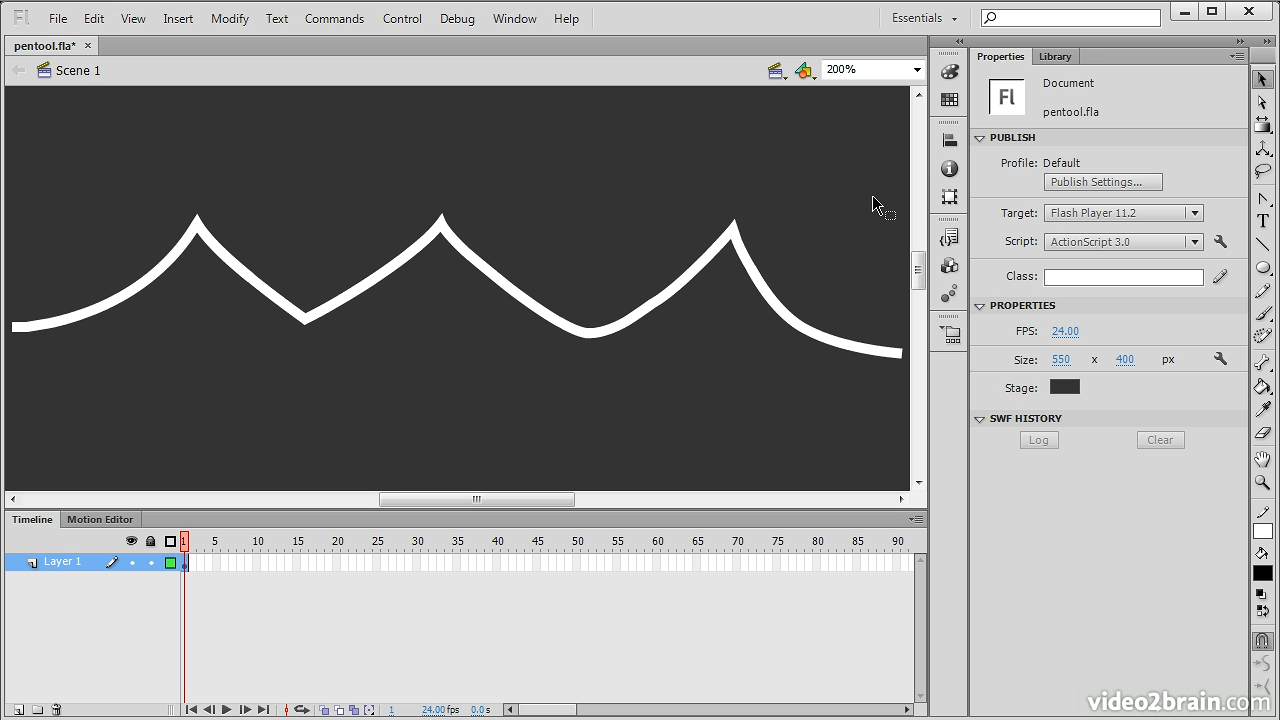 Fl File Edit View Insert Modify Text Commands Control Debug Window Help Essentials
pentool.fla* ×
Scene 1 200%
Properties Library
Fl Document
pentool.fla
PUBLISH
Profile: Default
Publish Settings...
Target: Flash Player 11.2
Script: ActionScript 3.0
Class:
PROPERTIES
FPS: 24.00
Size: 550 x 400 px
Stage:
SWF HISTORY
Log Clear
T
Timeline Motion Editor
1 5 10 15 20 25 30 35 40 45 50 55 60 65 70 75 80 85 90
Layer 1
1 24.00 fps 0.0 s
video2brain.com